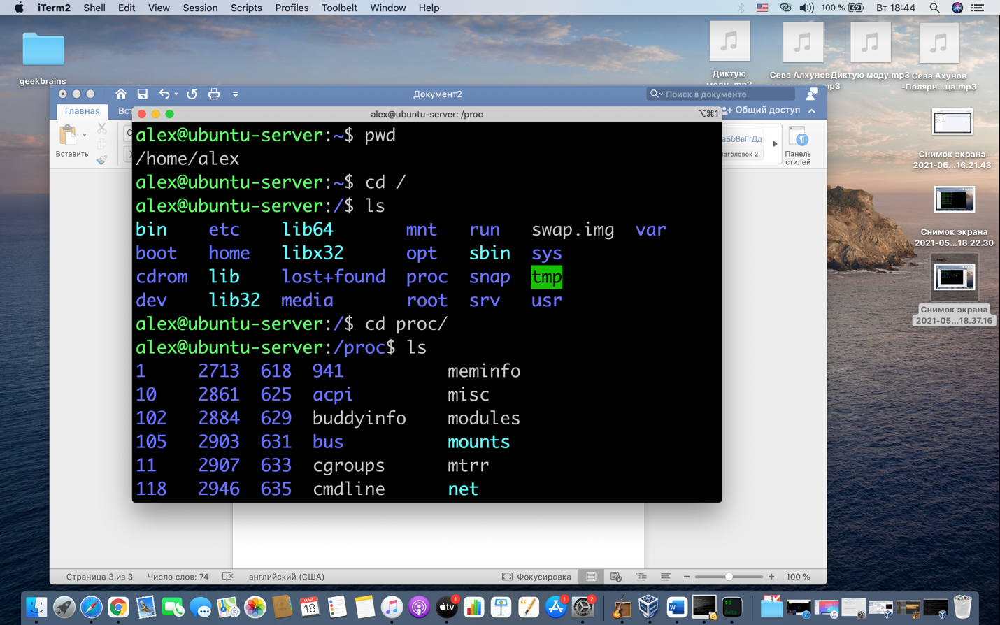 iTerm2 Shell Edit View Session Scripts Profiles Toolbelt Window Help 100 % Вт 18:44
geekbrains
Диктую моду.mp3 Сева Ахунов
-Полярн...ца.mp3
Документ2
Поиск в документе
Главная
alex@ubuntu-server: /proc
⌥⌘1
Общий доступ
Вставить
аБбВвГгДд
Заголовок 2
Панель стилей
alex@ubuntu-server:~$ pwd
/home/alex
alex@ubuntu-server:~$ cd /
alex@ubuntu-server:/$ ls
bin etc lib64 mnt run swap.img var
boot home libx32 opt sbin sys
cdrom lib lost+found proc snap tmp
dev lib32 media root srv usr
alex@ubuntu-server:/$ cd proc/
alex@ubuntu-server:/proc$ ls
1 2713 618 941 meminfo
10 2861 625 acpi misc
102 2884 629 buddyinfo modules
105 2903 631 bus mounts
11 2907 633 cgroups mtrr
118 2946 635 cmdline net
Снимок экрана
2021-05...16.21.43
Снимок экрана
2021-05...18.22.30
Снимок экрана
2021-05...18.37.16
Страница 3 из 3 Число слов: 74 английский (США) Фокусировка 100 %
МАЙ
18
tv
1
1
2